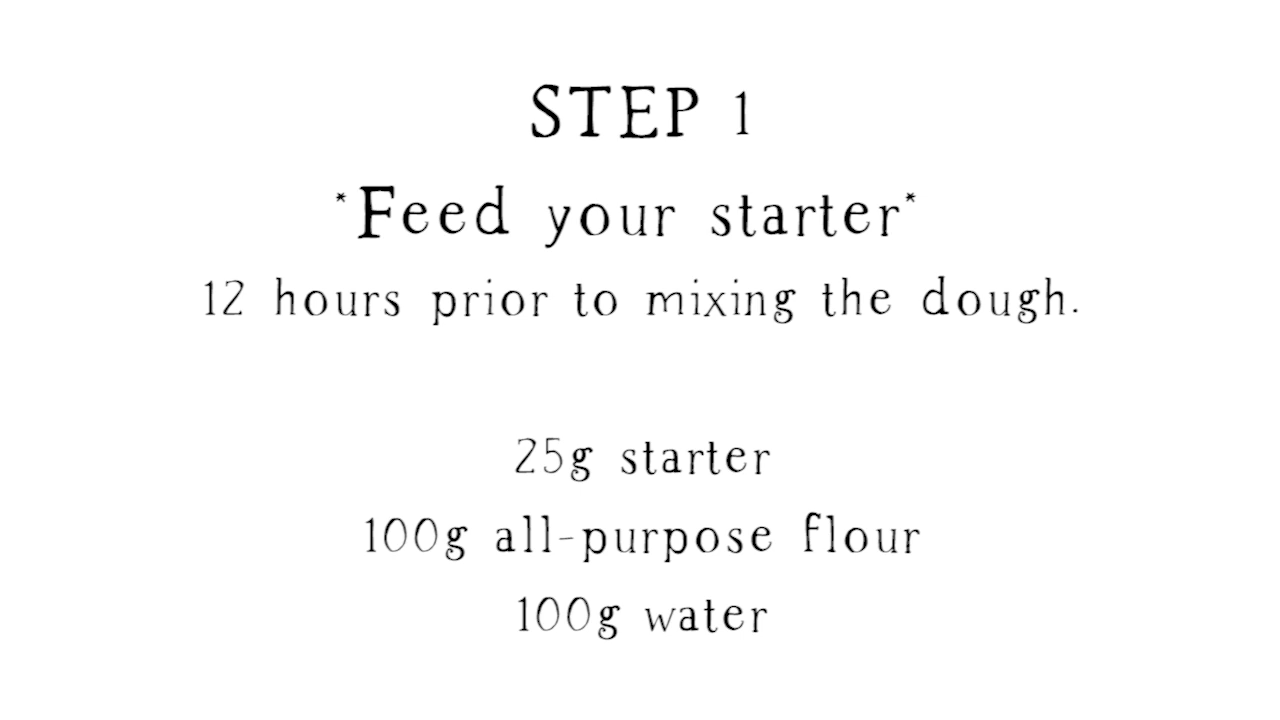 STEP 1
*Feed your starter*
12 hours prior to mixing the dough.
25g starter
100g all-purpose flour
100g water